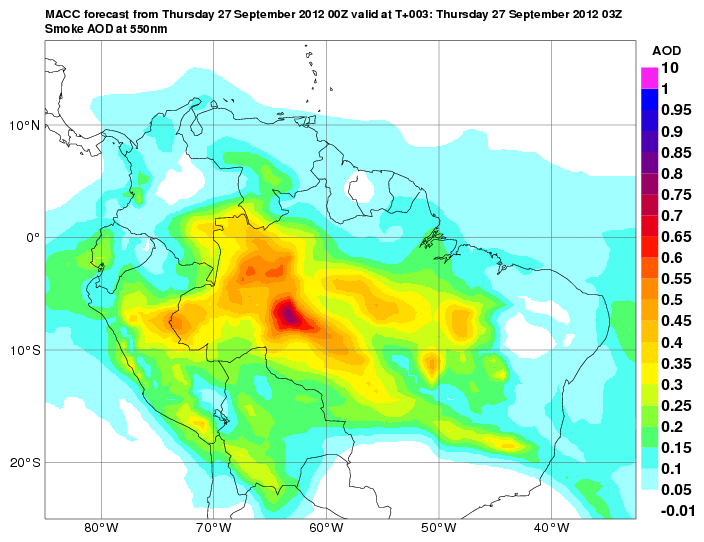 MACC forecast from Thursday 27 September 2012 00Z valid at T+003: Thursday 27 September 2012 03Z
Smoke AOD at 550nm
AOD
10
1
0.95
0.9
0.85
0.8
0.75
0.7
0.65
0.6
0.55
0.5
0.45
0.4
0.35
0.3
0.25
0.2
0.15
0.1
0.05
-0.01
10°N
0°
10°S
20°S
80°W
70°W
60°W
50°W
40°W